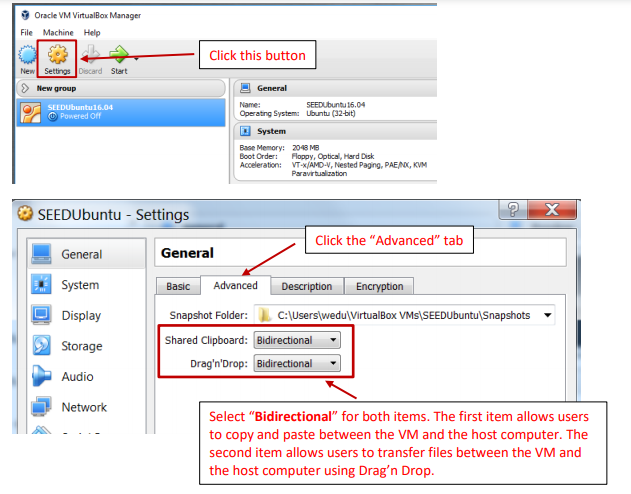 Oracle VM VirtualBox Manager
File Machine Help
Click this button
New Settings Discard Start
New group
General
SEEDUbuntu16.04
Powered Off
Name: SEEDUbuntu16.04
Operating System: Ubuntu (32-bit)
System
Base Memory: 2048 MB
Boot Order: Floppy, Optical, Hard Disk
Acceleration: VT-x/AMD-V, Nested Paging, PAE/NX, KVM
Paravirtualization
SEEDUbuntu - Settings
Click the “Advanced” tab
General
General
System
Basic Advanced Description Encryption
Display
Snapshot Folder: C:\Users\wedu\VirtualBox VMs\SEEDUbuntu\Snapshots
Storage
Shared Clipboard: Bidirectional
Drag'n'Drop: Bidirectional
Audio
Network
Select “Bidirectional” for both items. The first item allows users
to copy and paste between the VM and the host computer. The
second item allows users to transfer files between the VM and
the host computer using Drag’n Drop.